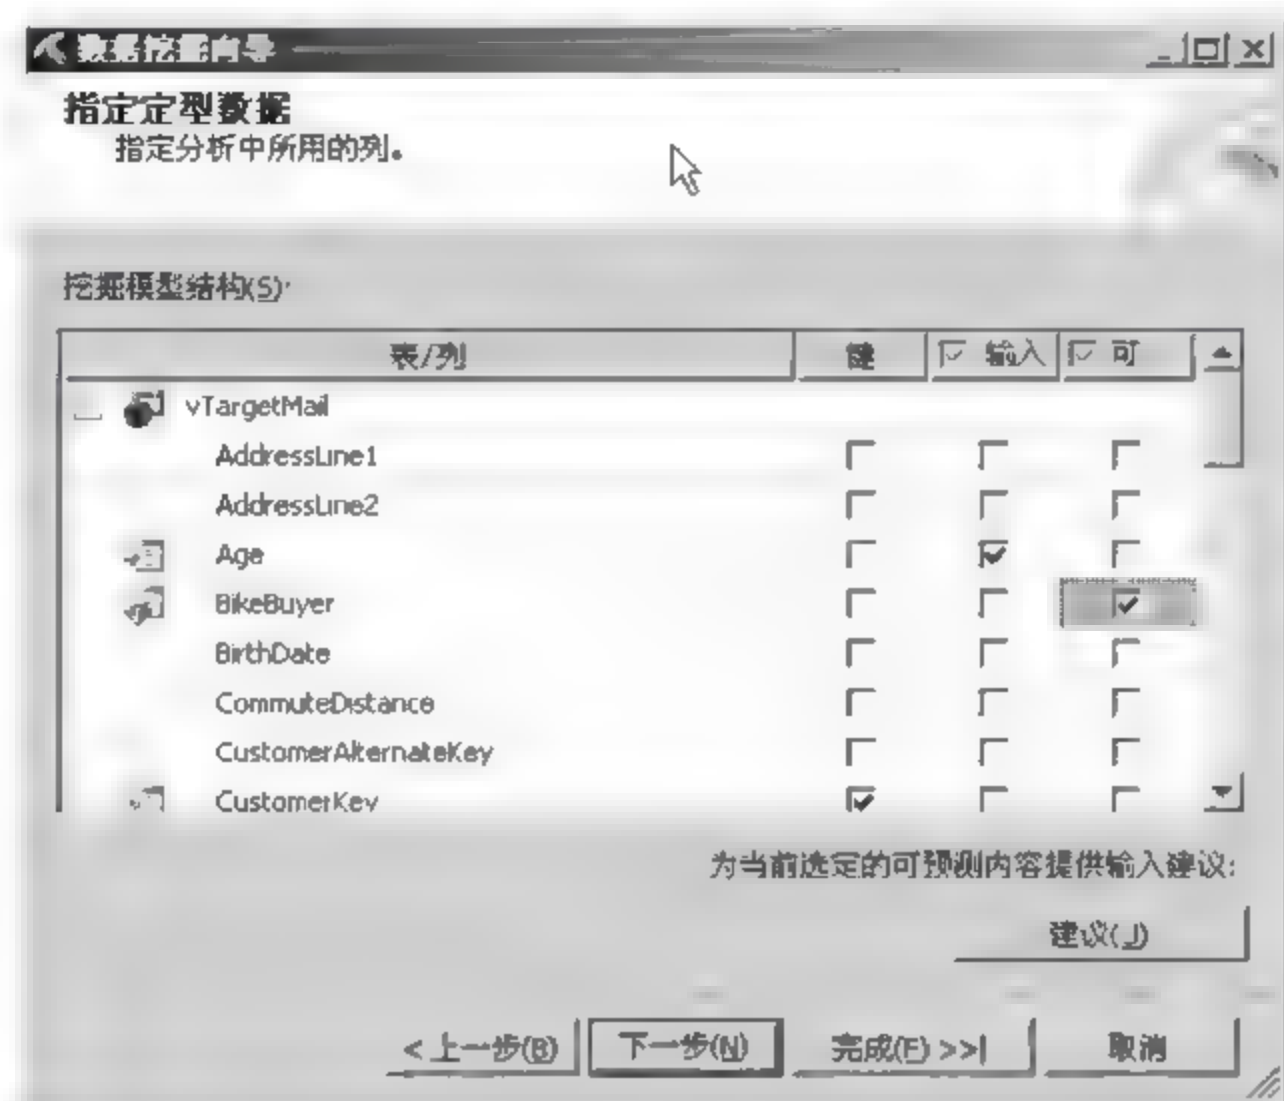 数据挖掘向导
指定定型数据
指定分析中所用的列。
挖掘模型结构(S):
表/列 键 输入 可
vTargetMail
AddressLine1
AddressLine2
Age
BikeBuyer
BirthDate
CommuteDistance
CustomerAlternateKey
CustomerKey
为当前选定的可预测内容提供输入建议:
建议(J)
< 上一步(B) 下一步(N) 完成(F) >>| 取消